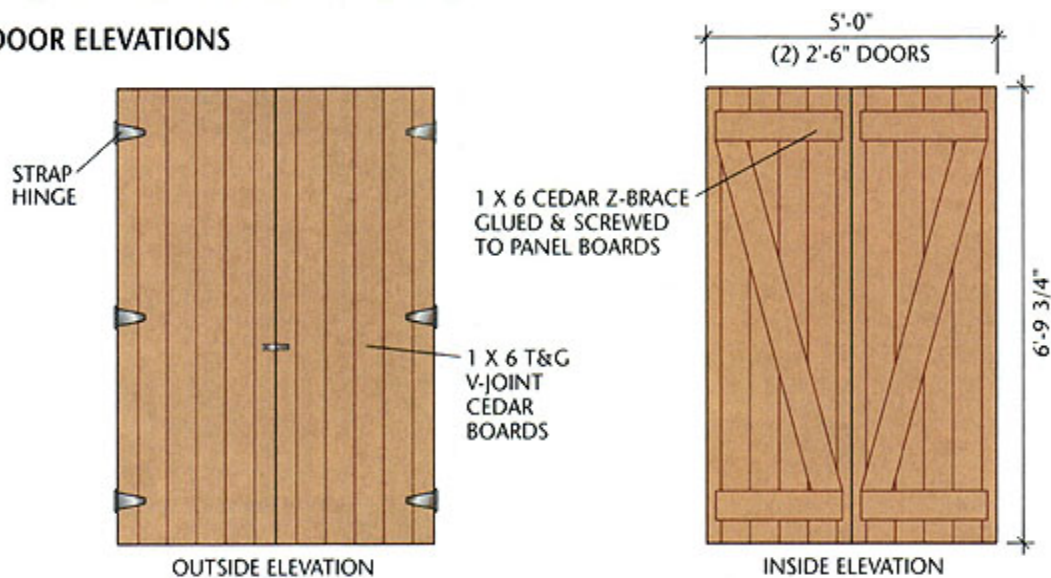 DOOR ELEVATIONS
5'-0"
(2) 2'-6" DOORS
STRAP
HINGE
1 X 6 CEDAR Z-BRACE
GLUED & SCREWED
TO PANEL BOARDS
6'-9 3/4"
1 X 6 T&G
V-JOINT
CEDAR
BOARDS
OUTSIDE ELEVATION
INSIDE ELEVATION